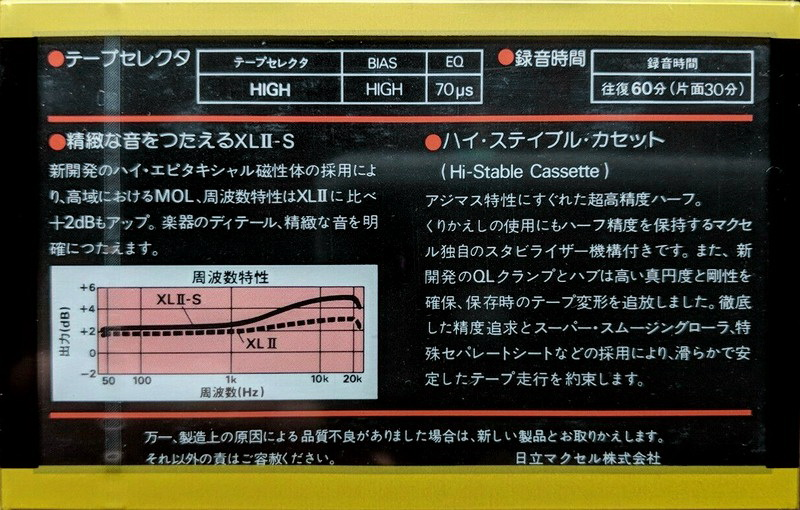 ●テープセレクタ
テープセレクタ BIAS EQ
HIGH HIGH 70μs
●録音時間
録音時間
往復60分(片面30分)
●精緻な音をつたえるXLⅡ-S
新開発のハイ・エピタキシャル磁性体の採用によ
り、高域におけるMOL、周波数特性はXLⅡに比べ
+2dBもアップ。楽器のディテール、精緻な音を明
確につたえます。
周波数特性
+6
+4
+2
0
-2
出力(dB)
XLⅡ-S
XLⅡ
50 100 1k 10k 20k
周波数(Hz)
●ハイ・ステイブル・カセット
(Hi-Stable Cassette)
アジマス特性にすぐれた超高精度ハーフ。
くりかえしの使用にもハーフ精度を保持するマクセ
ル独自のスタビライザー機構付きです。また、新
開発のQLクランプとハブは高い真円度と剛性を
確保、保存時のテープ変形を追放しました。徹底
した精度追求とスーパー・スムージングローラ、特
殊セパレートシートなどの採用により、滑らかで安
定したテープ走行を約束します。
万一、製造上の原因による品質不良がありました場合は、新しい製品とお取りかえします。
それ以外の責はご容赦ください。
日立マクセル株式会社